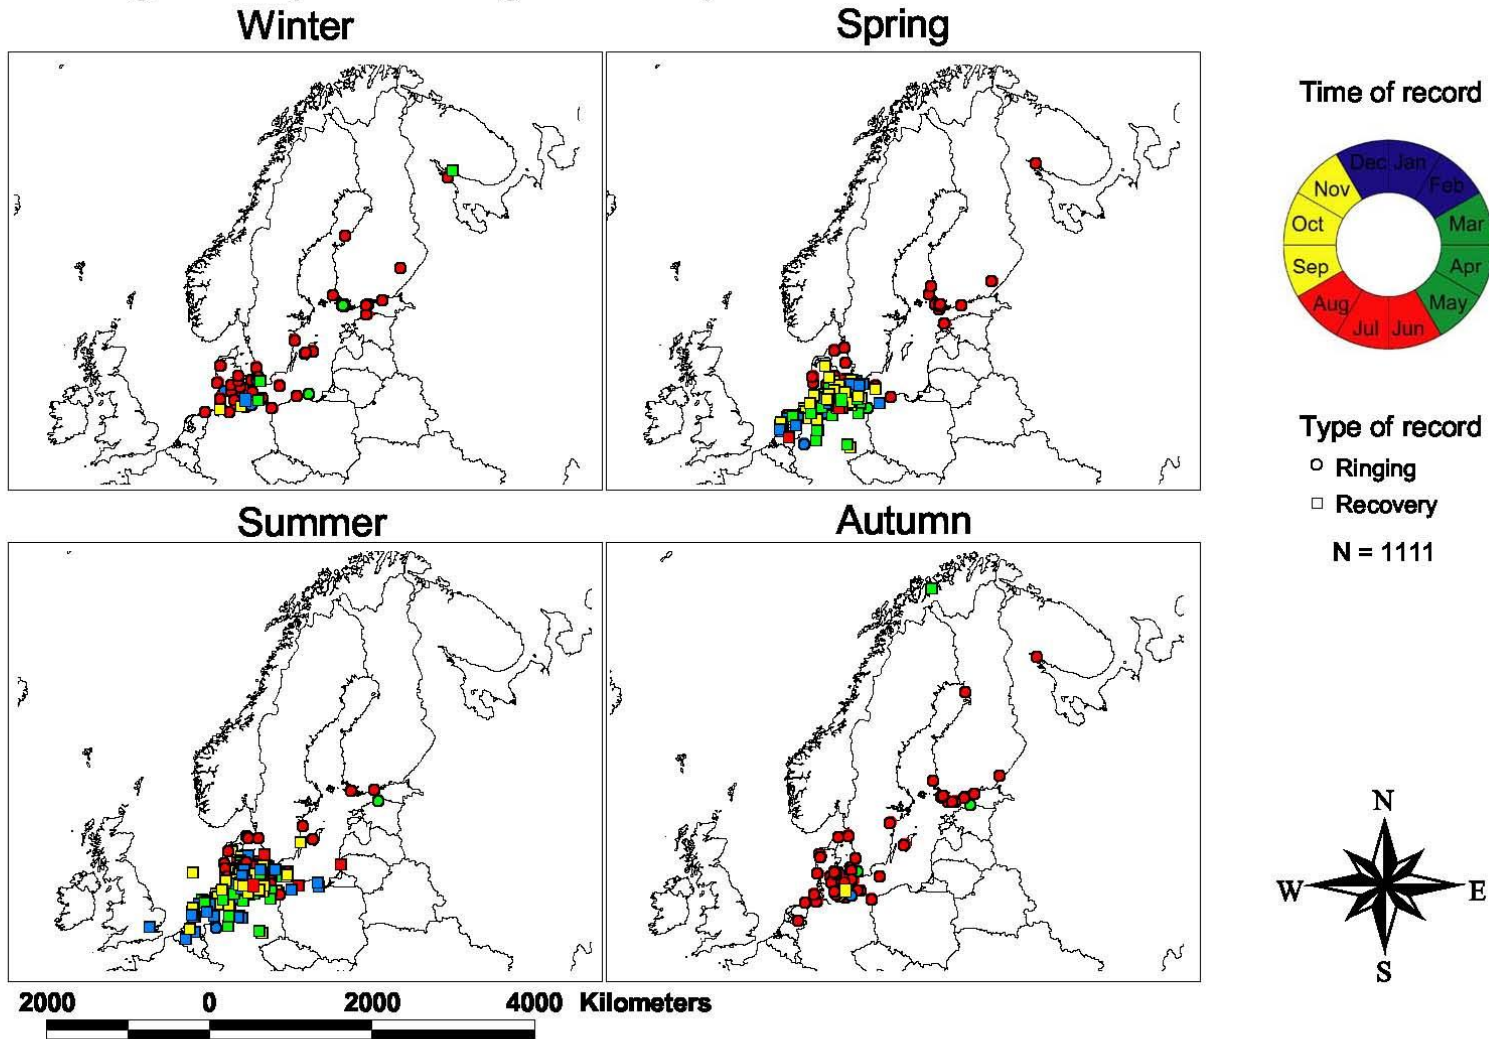 Winter
Spring
Time of record
Dec
Jan
Feb
Mar
Apr
May
Jun
Jul
Aug
Sep
Oct
Nov
Type of record
Ringing
Recovery
N = 1111
Summer
Autumn
N
W
E
S
2000 0 2000 4000 Kilometers